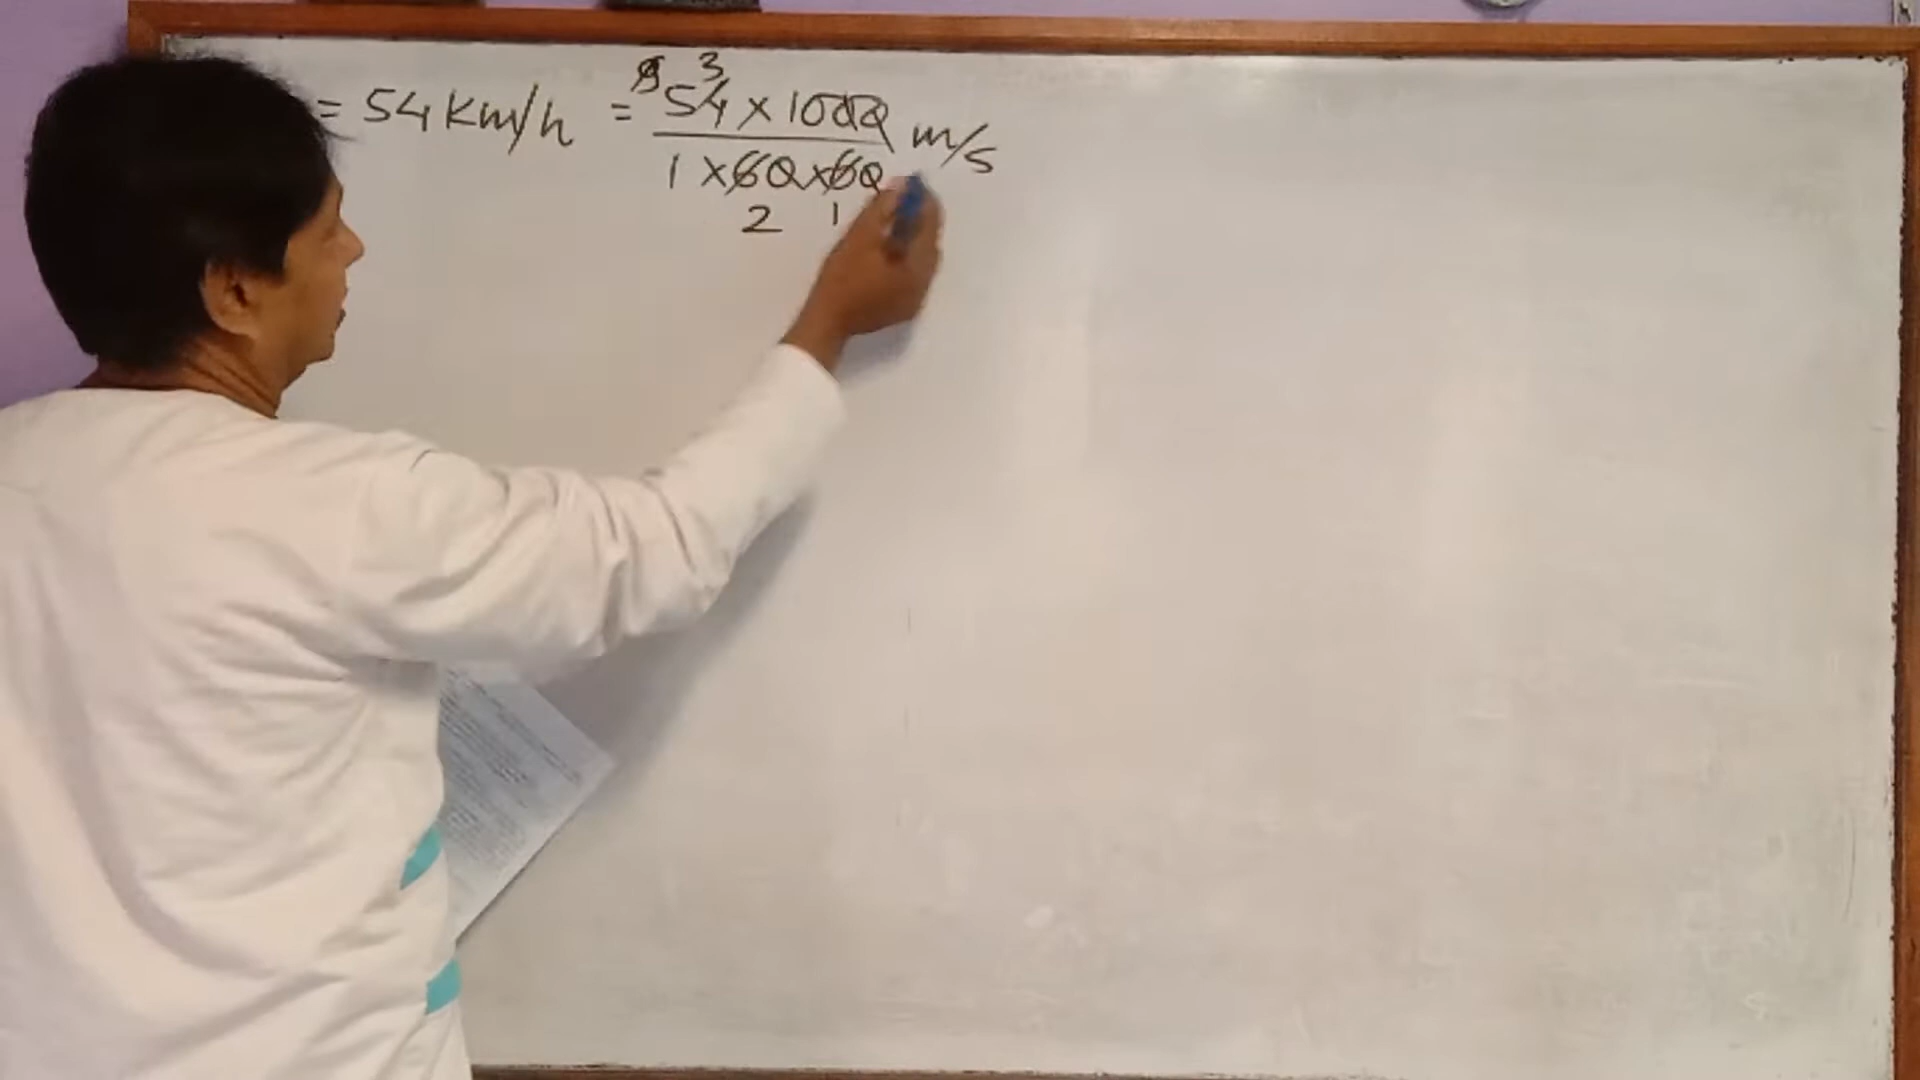 = 54 km/h = 54 x 1000 m/s
9 3
1 x 60 x 60
2 1